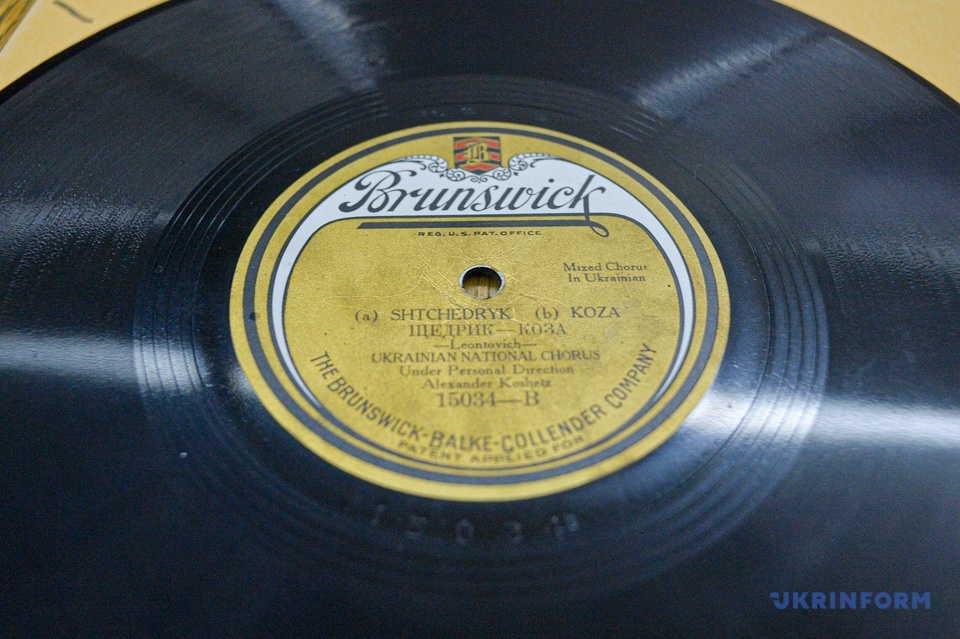 B
Brunswick
REG. U.S. PAT. OFFICE
Mixed Chorus
In Ukrainian
(a) SHTCHEDRYK (b) KOZA
ЩЕДРИК—КОЗА
—Leontovich—
UKRAINIAN NATIONAL CHORUS
Under Personal Direction
Alexander Koshetz
15034—B
THE BRUNSWICK-BALKE-COLLENDER COMPANY
PATENT APPLIED FOR
UKRINFORM